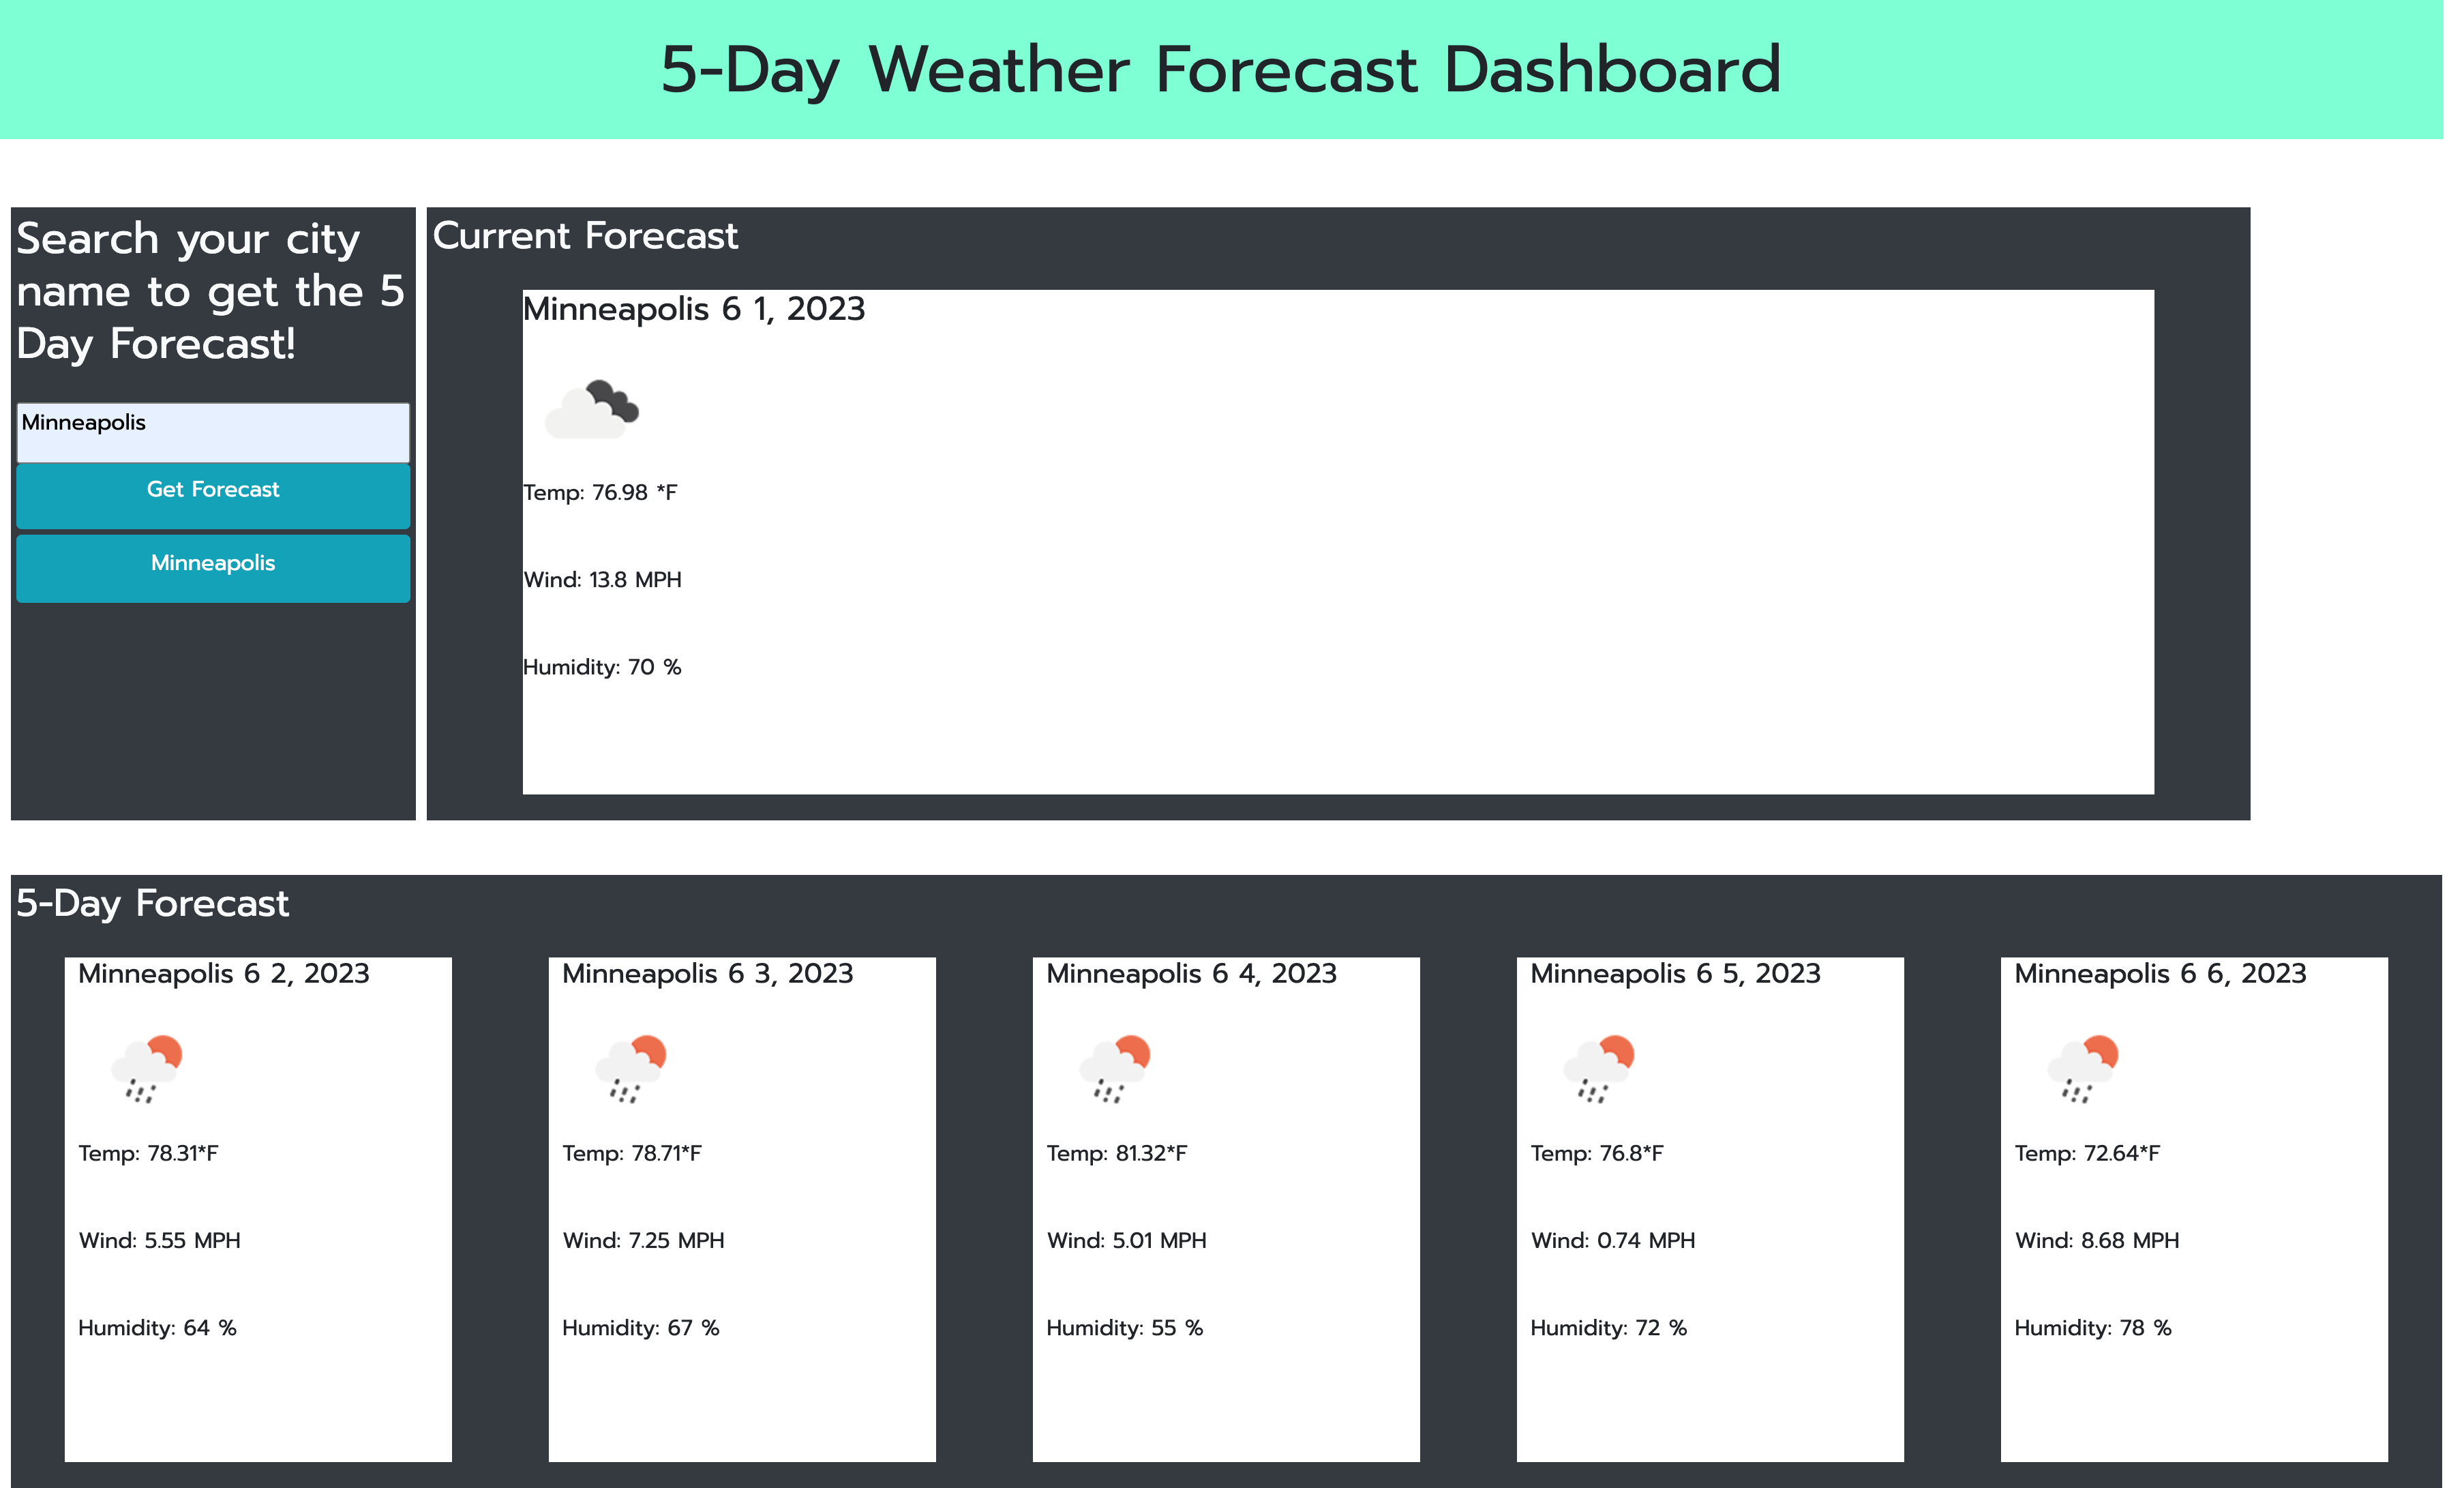 5-Day Weather Forecast Dashboard
Search your city
name to get the 5
Day Forecast!
Minneapolis
Get Forecast
Minneapolis
Current Forecast
Minneapolis 6 1, 2023
Temp: 76.98 *F
Wind: 13.8 MPH
Humidity: 70 %
5-Day Forecast
Minneapolis 6 2, 2023
Temp: 78.31*F
Wind: 5.55 MPH
Humidity: 64 %
Minneapolis 6 3, 2023
Temp: 78.71*F
Wind: 7.25 MPH
Humidity: 67 %
Minneapolis 6 4, 2023
Temp: 81.32*F
Wind: 5.01 MPH
Humidity: 55 %
Minneapolis 6 5, 2023
Temp: 76.8*F
Wind: 0.74 MPH
Humidity: 72 %
Minneapolis 6 6, 2023
Temp: 72.64*F
Wind: 8.68 MPH
Humidity: 78 %